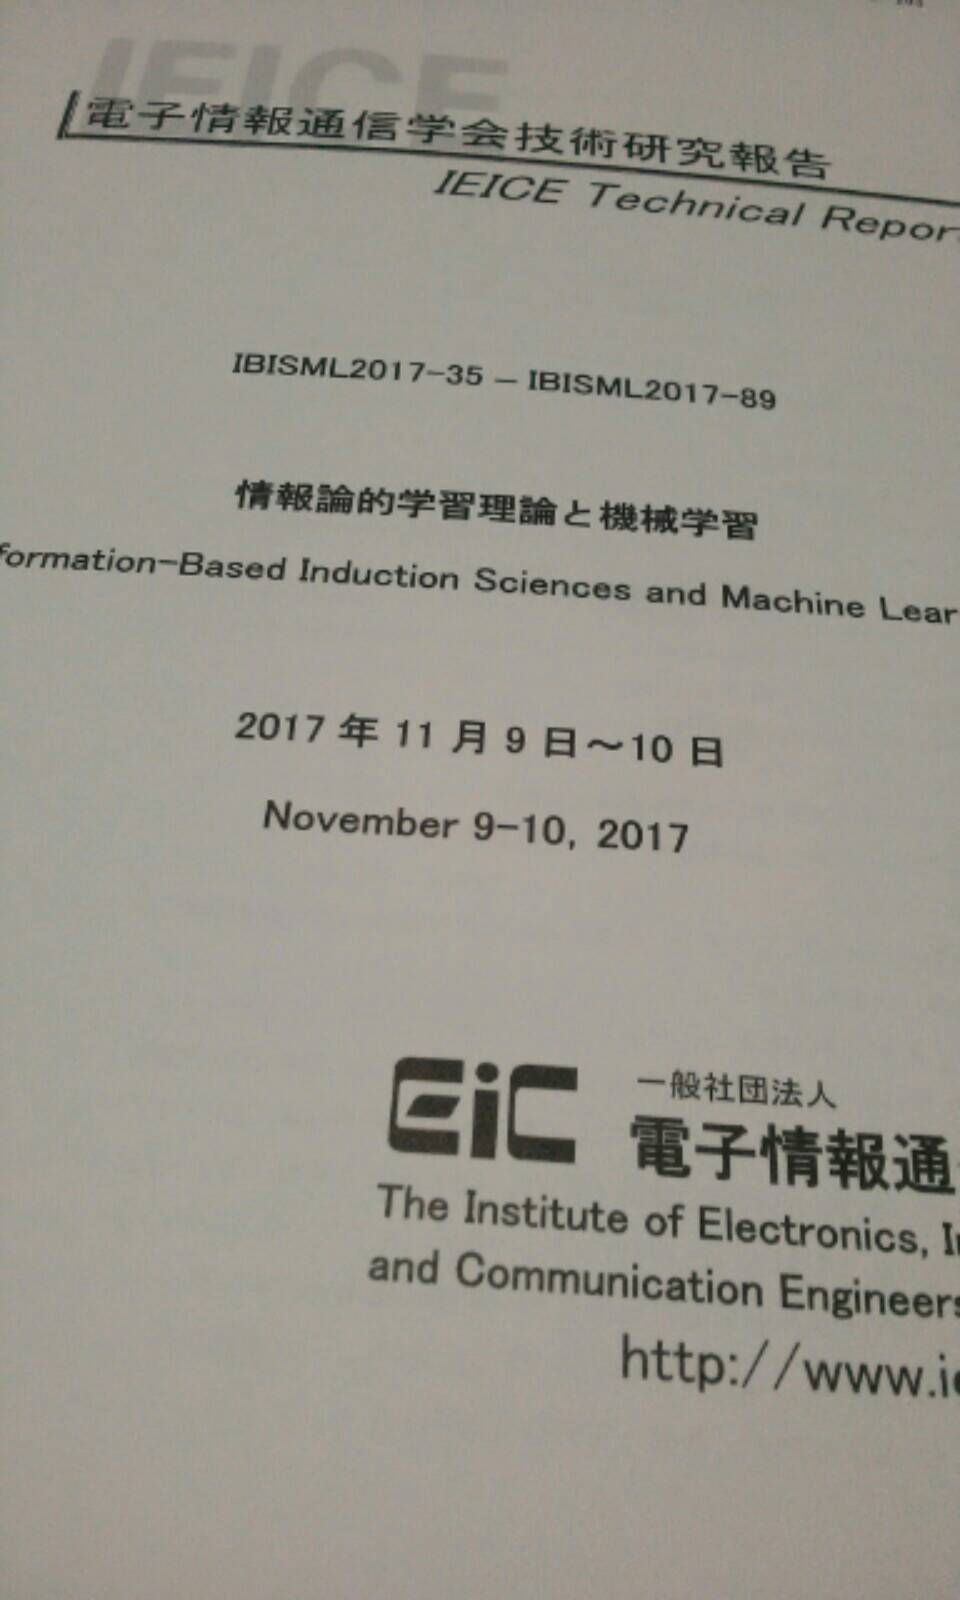 IEICE
電子情報通信学会技術研究報告
IEICE Technical Repor
IBISML2017-35 – IBISML2017-89
情報論的学習理論と機械学習
formation-Based Induction Sciences and Machine Lear
2017 年 11 月 9 日～10 日
November 9-10, 2017
EiC
一般社団法人
電子情報通
The Institute of Electronics, I
and Communication Engineers
http://www.i